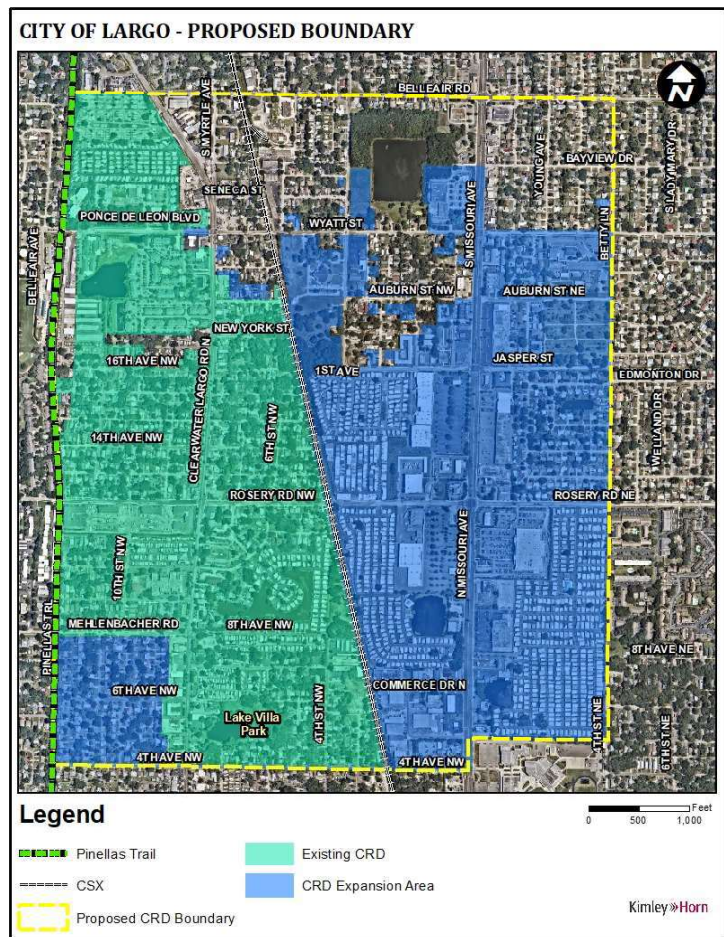 CITY OF LARGO - PROPOSED BOUNDARY
BELLEAIR RD
S MYRTLE AVE
N
YOUNG AVE
BAYVIEW DR
S LADY MARY DR
SENECA ST
S MISSOURI AVE
BETTY LN
PONCE DE LEON BLVD
WYATT ST
BELLEAIR AVE
AUBURN ST NW
AUBURN ST NE
NEW YORK ST
16TH AVE NW
1ST AVE
JASPER ST
EDMONTON DR
CLEARWATER LARGO RD N
6TH ST NW
WELLAND DR
14TH AVE NW
ROSERY RD NW
ROSERY RD NE
N MISSOURI AVE
10TH ST NW
MEHLENBACHER RD
8TH AVE NW
8TH AVE NE
PINELLAS TRL
6TH AVE NW
COMMERCE DR N
Lake Villa
Park
4TH ST NW
4TH ST NE
6TH ST NE
4TH AVE NW
4TH AVE NW
Legend
Feet
0 500 1,000
Pinellas Trail
Existing CRD
CSX
CRD Expansion Area
Proposed CRD Boundary
Kimley»Horn